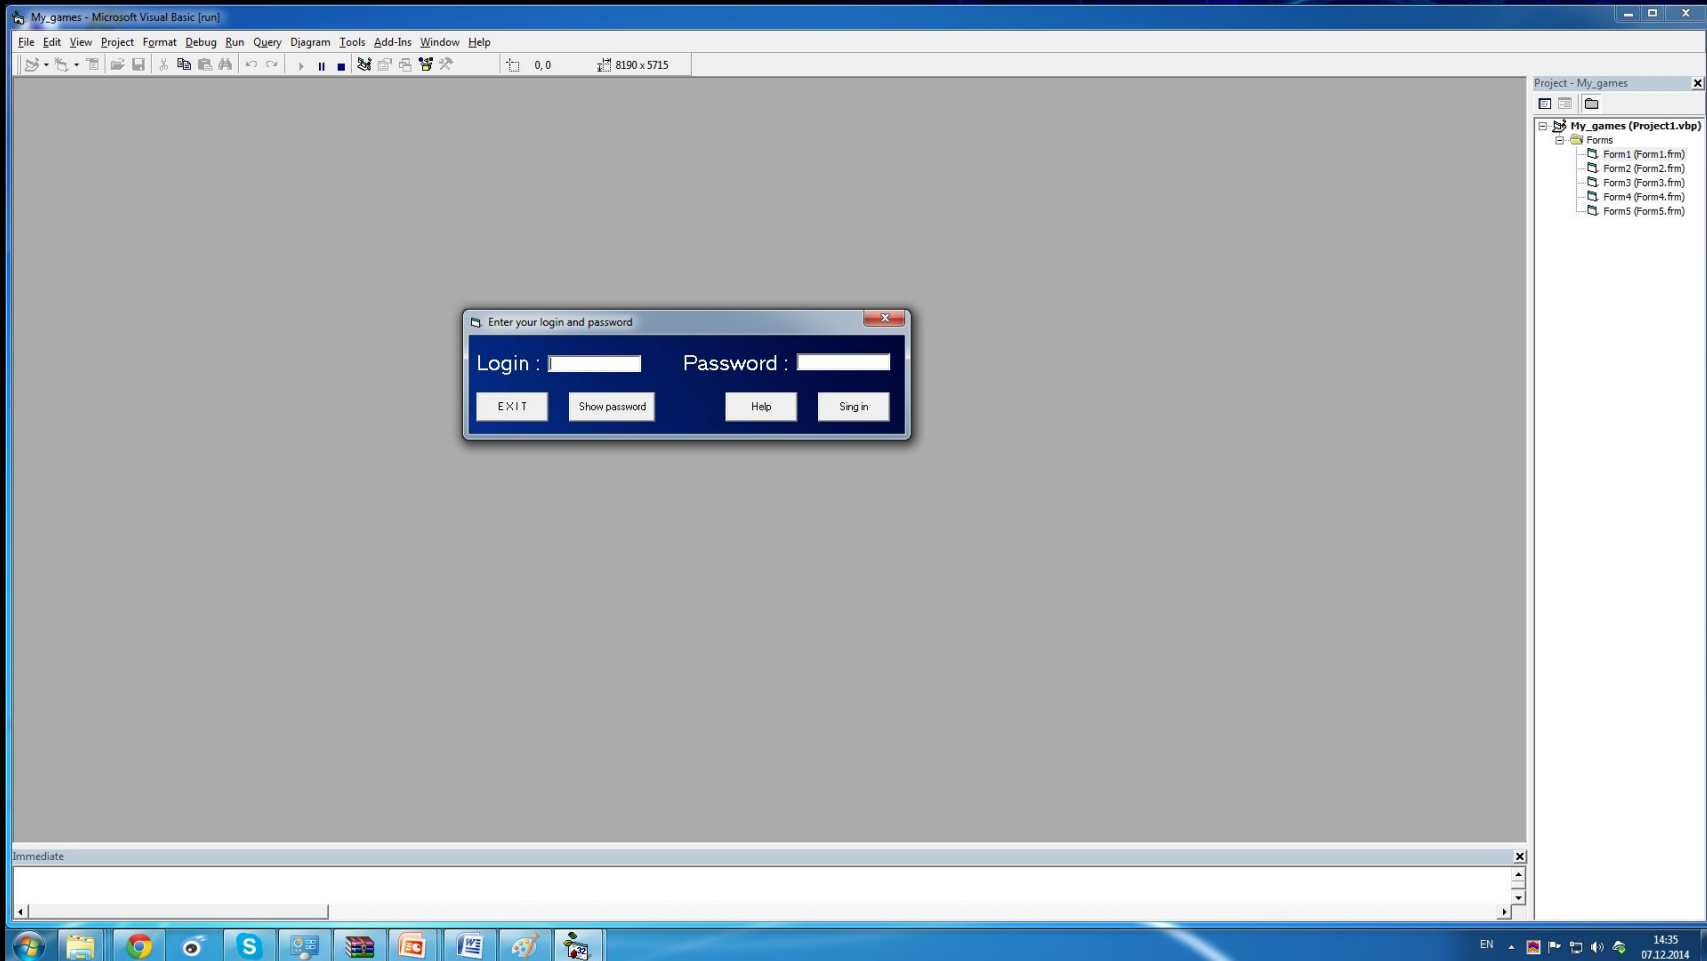 My_games - Microsoft Visual Basic [run]
File Edit View Project Format Debug Run Query Diagram Tools Add-Ins Window Help
0, 0 8190 x 5715
Project - My_games
My_games (Project1.vbp)
Forms
Form1 (Form1.frm)
Form2 (Form2.frm)
Form3 (Form3.frm)
Form4 (Form4.frm)
Form5 (Form5.frm)
Enter your login and password
Login : Password :
E X I T Show password Help Sing in
Immediate
EN 14:35
07.12.2014